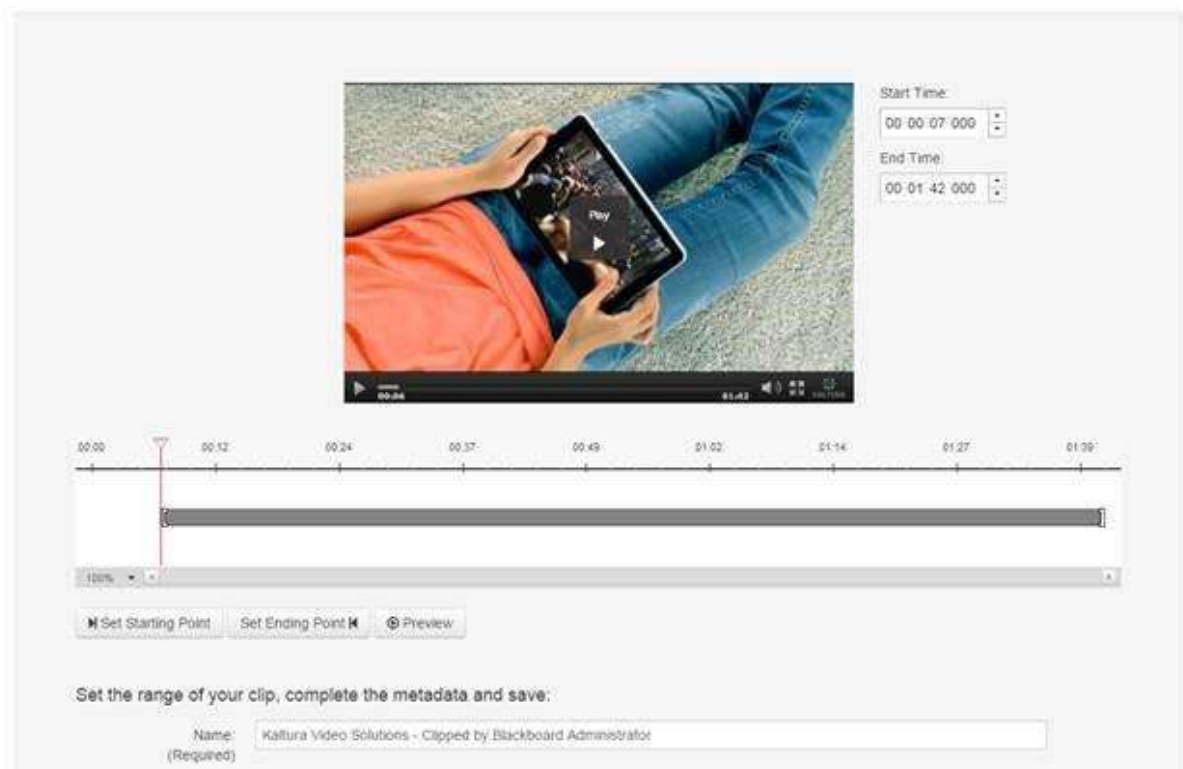 Start Time:
00 00 07 000
End Time:
00 01 42 000
Play
00:06
01:42
KALTURA
00:00 00:12 00:24 00:37 00:49 01:02 01:14 01:27 01:39
100%
Set Starting Point Set Ending Point Preview
Set the range of your clip, complete the metadata and save:
Name: Kaltura Video Solutions - Clipped by Blackboard Administrator
(Required)